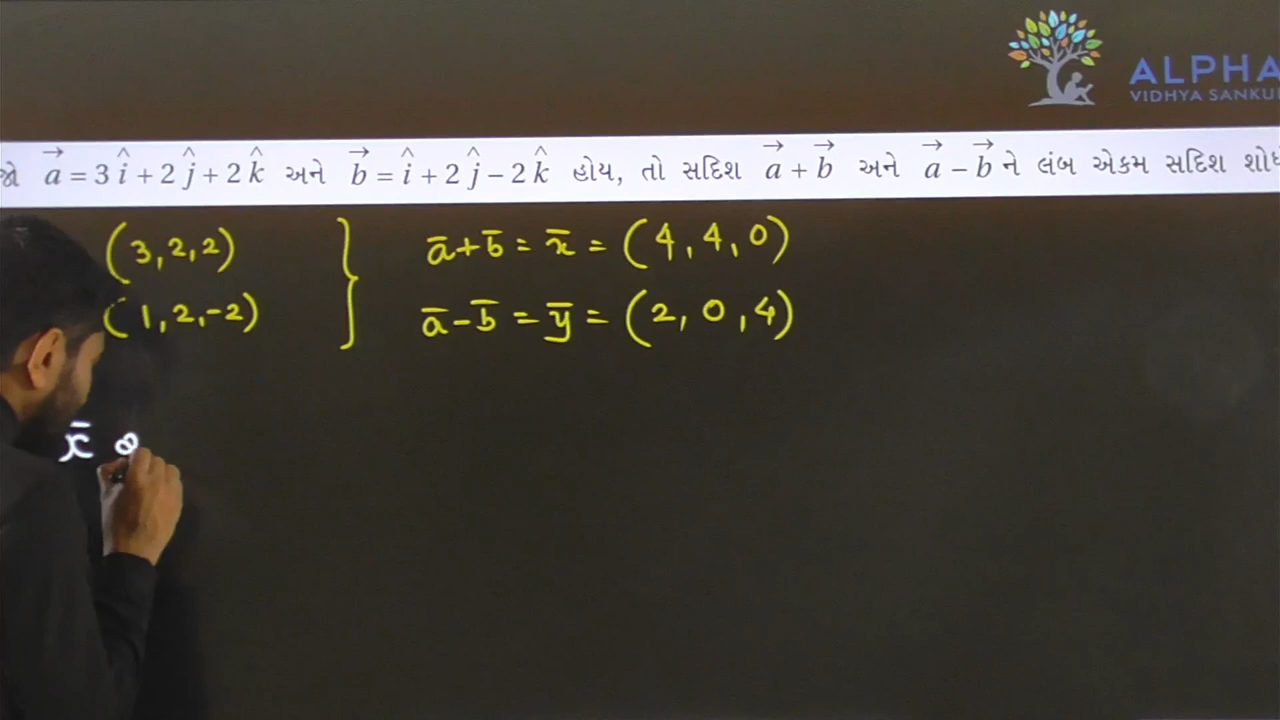 ALPHA
VIDHYA SANKU
જો a⃗ = 3î + 2ĵ + 2k̂ અને b⃗ = î + 2ĵ − 2k̂ હોય, તો સદિશ a⃗ + b⃗ અને a⃗ − b⃗ ને લંબ એકમ સદિશ
(3, 2, 2)
(1, 2, -2)
a̅ + b̅ = x̅ = (4, 4, 0)
a̅ − b̅ = y̅ = (2, 0, 4)
x̅